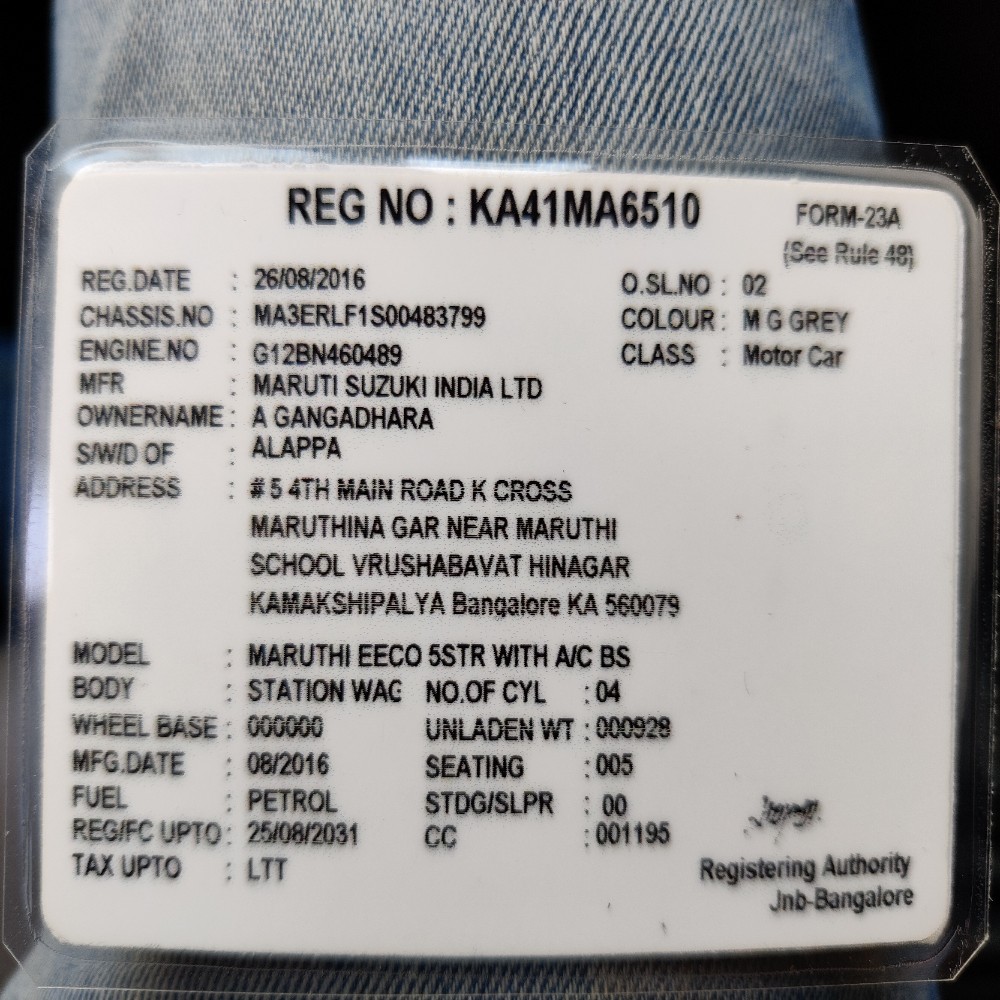 REG NO : KA41MA6510
FORM-23A
(See Rule 48)
REG.DATE : 26/08/2016 O.SL.NO : 02
CHASSIS.NO : MA3ERLF1S00483799 COLOUR : M G GREY
ENGINE.NO : G12BN460489 CLASS : Motor Car
MFR : MARUTI SUZUKI INDIA LTD
OWNERNAME : A GANGADHARA
S/W/D OF : ALAPPA
ADDRESS : # 5 4TH MAIN ROAD K CROSS
MARUTHINA GAR NEAR MARUTHI
SCHOOL VRUSHABAVAT HINAGAR
KAMAKSHIPALYA Bangalore KA 560079
MODEL : MARUTHI EECO 5STR WITH A/C BS
BODY : STATION WAG NO.OF CYL : 04
WHEEL BASE : 000000 UNLADEN WT : 000928
MFG.DATE : 08/2016 SEATING : 005
FUEL : PETROL STDG/SLPR : 00
REG/FC UPTO : 25/08/2031 CC : 001195
TAX UPTO : LTT
Registering Authority
Jnb-Bangalore